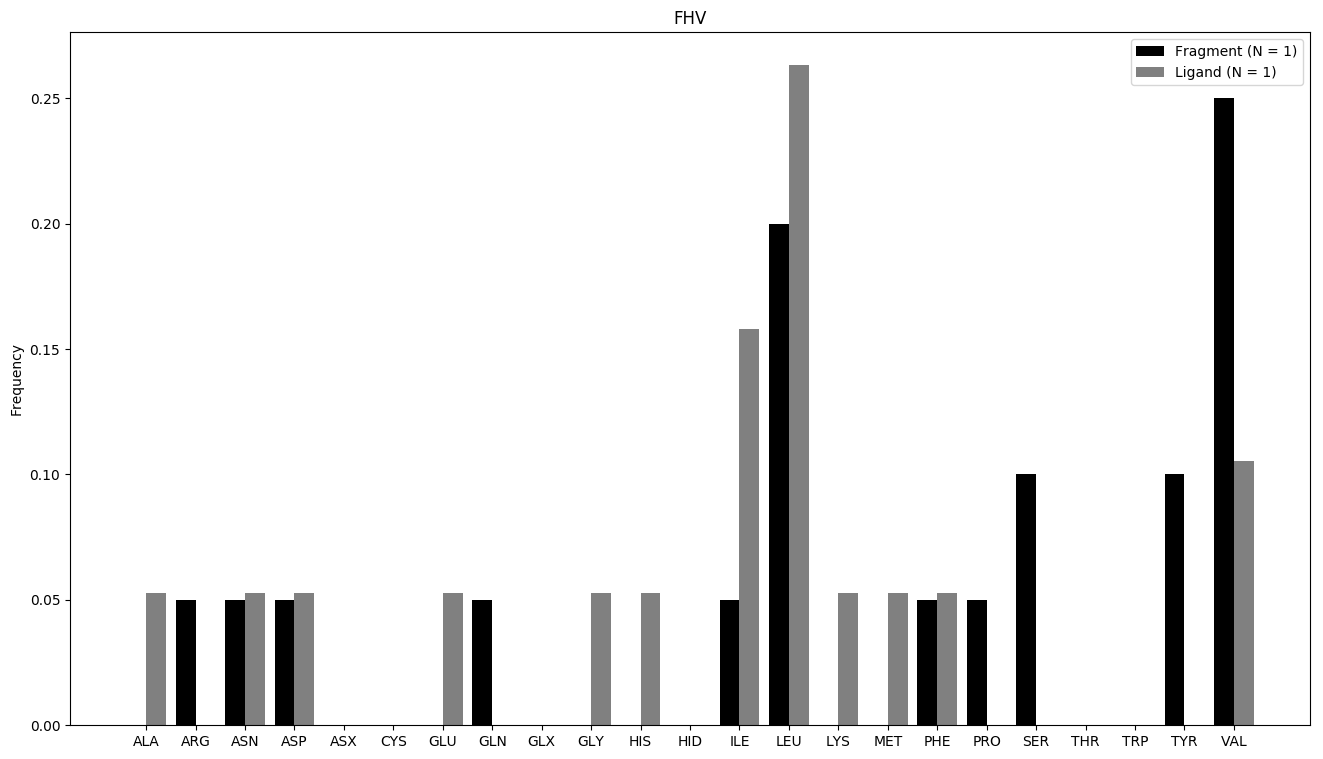 FHV
Fragment (N = 1)
Ligand (N = 1)
Frequency
0.25
0.20
0.15
0.10
0.05
0.00
ALA ARG ASN ASP ASX CYS GLU GLN GLX GLY HIS HID ILE LEU LYS MET PHE PRO SER THR TRP TYR VAL